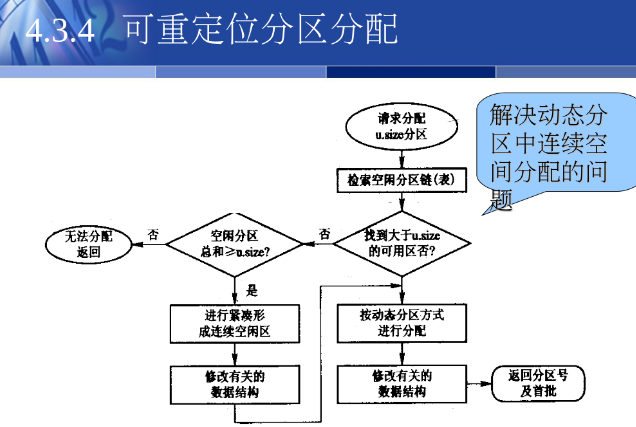 4.3.4 可重定位分区分配
请求分配
u.size分区
解决动态分
区中连续空
间分配的问
题
检索空闲分区链(表)
找到大于u.size
的可用区否?
否
空闲分区
总和≥u.size?
否
无法分配
返回
是
进行紧凑形
成连续空闲区
修改有关的
数据结构
按动态分区方式
进行分配
修改有关的
数据结构
返回分区号
及首批